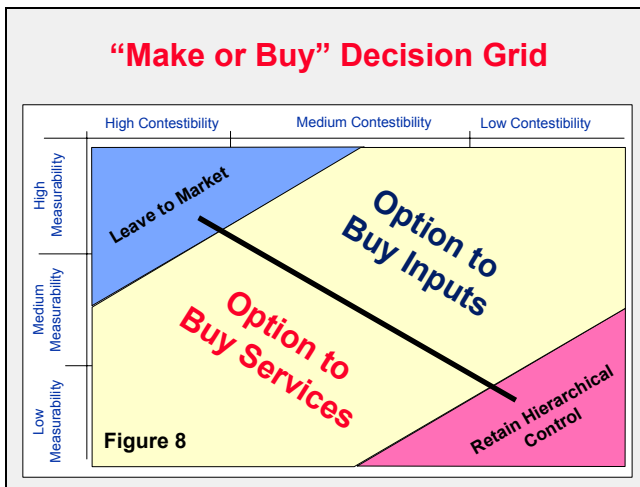 “Make or Buy” Decision Grid
High Contestibility
Medium Contestibility
Low Contestibility
High
Measurability
Medium
Measurability
Low
Measurability
Leave to Market
Option to
Buy Inputs
Option to
Buy Services
Retain Hierarchical
Control
Figure 8